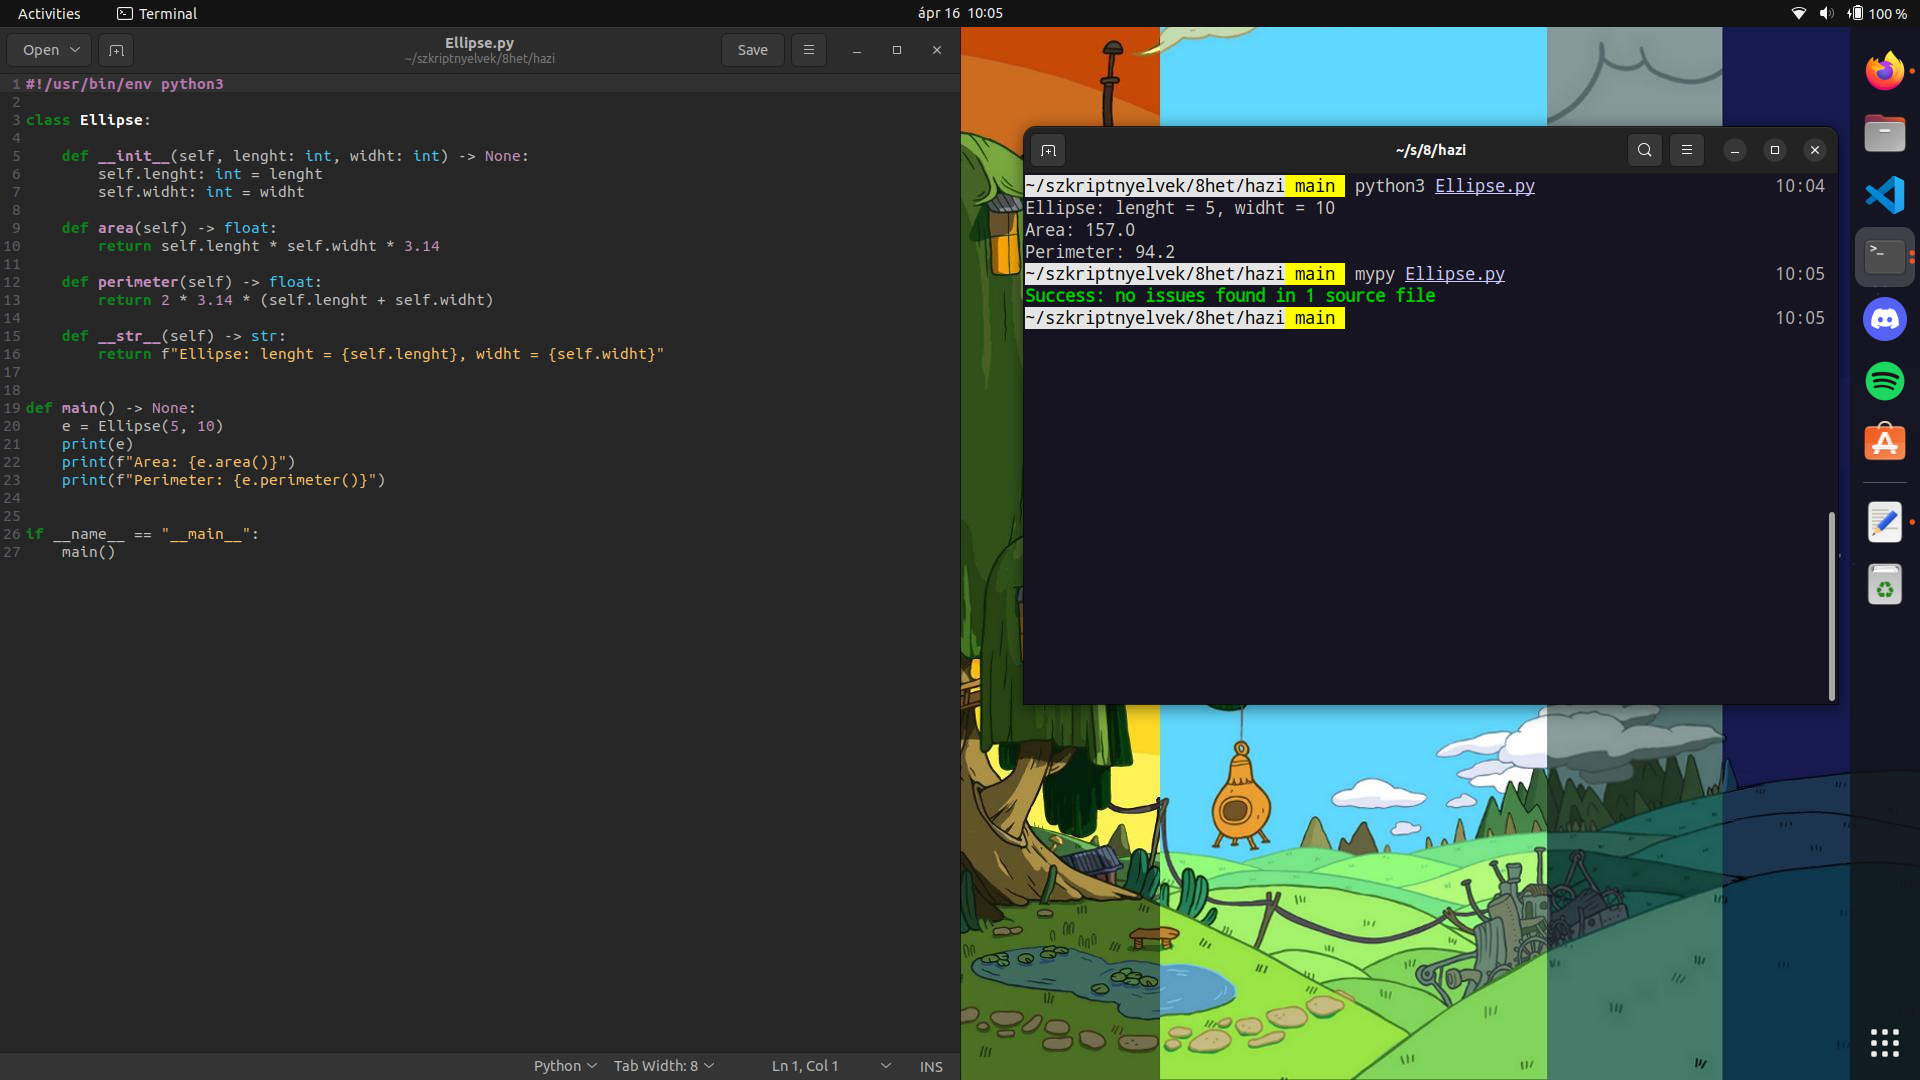 Activities
Terminal
ápr 16 10:05
100 %
Open
Ellipse.py
~/szkriptnyelvek/8het/hazi
Save
1 #!/usr/bin/env python3
2
3 class Ellipse:
4
5     def __init__(self, lenght: int, widht: int) -> None:
6         self.lenght: int = lenght
7         self.widht: int = widht
8
9     def area(self) -> float:
10         return self.lenght * self.widht * 3.14
11
12     def perimeter(self) -> float:
13         return 2 * 3.14 * (self.lenght + self.widht)
14
15     def __str__(self) -> str:
16         return f"Ellipse: lenght = {self.lenght}, widht = {self.widht}"
17
18
19 def main() -> None:
20     e = Ellipse(5, 10)
21     print(e)
22     print(f"Area: {e.area()}")
23     print(f"Perimeter: {e.perimeter()}")
24
25
26 if __name__ == "__main__":
27     main()
Python
Tab Width: 8
Ln 1, Col 1
INS
~/s/8/hazi
~/szkriptnyelvek/8het/hazi main python3 Ellipse.py 10:04
Ellipse: lenght = 5, widht = 10
Area: 157.0
Perimeter: 94.2
~/szkriptnyelvek/8het/hazi main mypy Ellipse.py 10:05
Success: no issues found in 1 source file
~/szkriptnyelvek/8het/hazi main 10:05